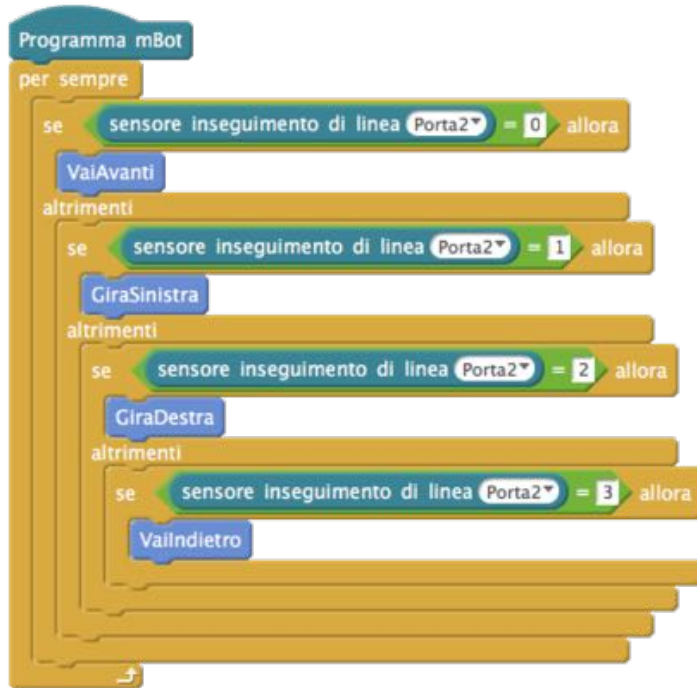 Programma mBot
per sempre
se sensore inseguimento di linea Porta2 = 0 allora
VaiAvanti
altrimenti
se sensore inseguimento di linea Porta2 = 1 allora
GiraSinistra
altrimenti
se sensore inseguimento di linea Porta2 = 2 allora
GiraDestra
altrimenti
se sensore inseguimento di linea Porta2 = 3 allora
VaiIndietro